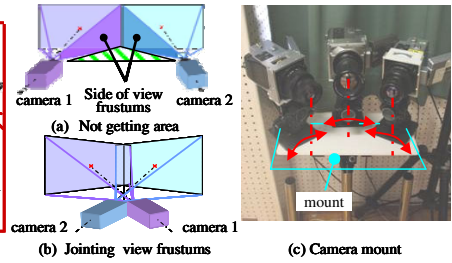 Side of view
frustums
camera 1
camera 2
(a) Not getting area
camera 2
camera 1
(b) Jointing view frustums
mount
(c) Camera mount